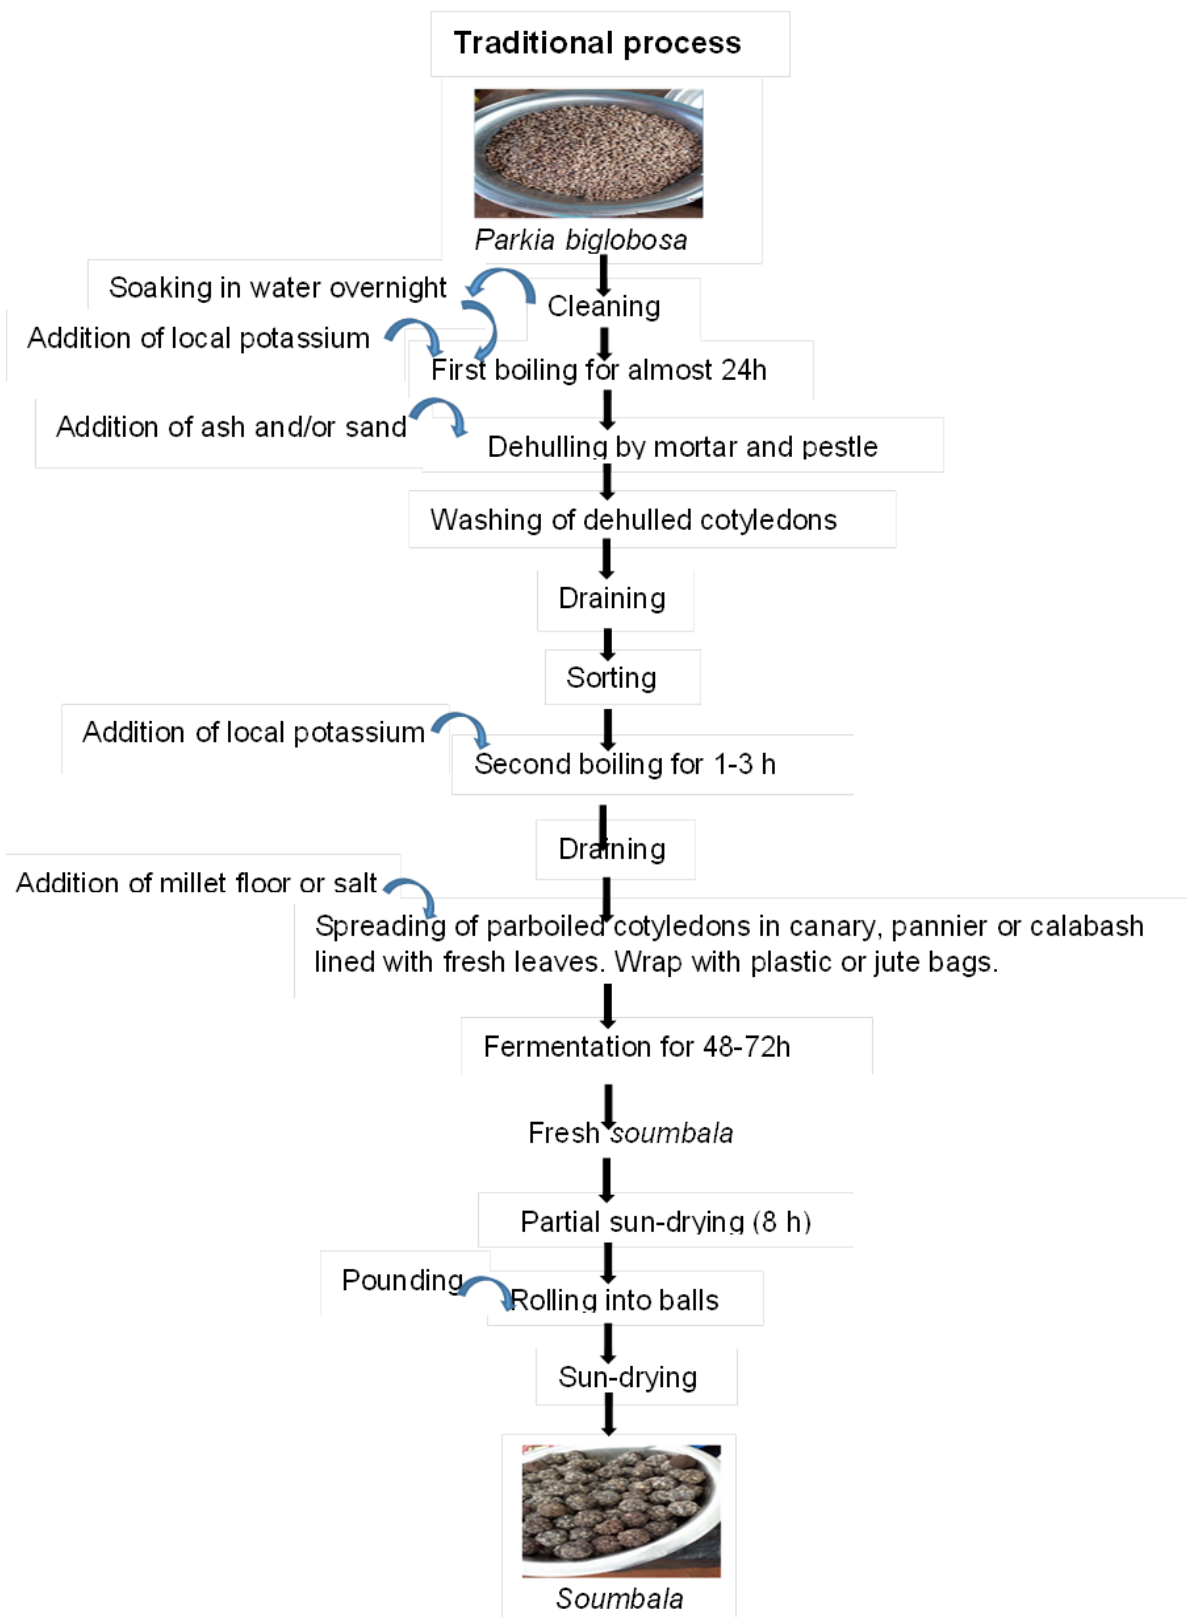 Traditional process
Parkia biglobosa
Soaking in water overnight
Cleaning
Addition of local potassium
First boiling for almost 24h
Addition of ash and/or sand
Dehulling by mortar and pestle
Washing of dehulled cotyledons
Draining
Sorting
Addition of local potassium
Second boiling for 1-3 h
Draining
Addition of millet floor or salt
Spreading of parboiled cotyledons in canary, pannier or calabash
lined with fresh leaves. Wrap with plastic or jute bags.
Fermentation for 48-72h
Fresh soumbala
Partial sun-drying (8 h)
Pounding
Rolling into balls
Sun-drying
Soumbala